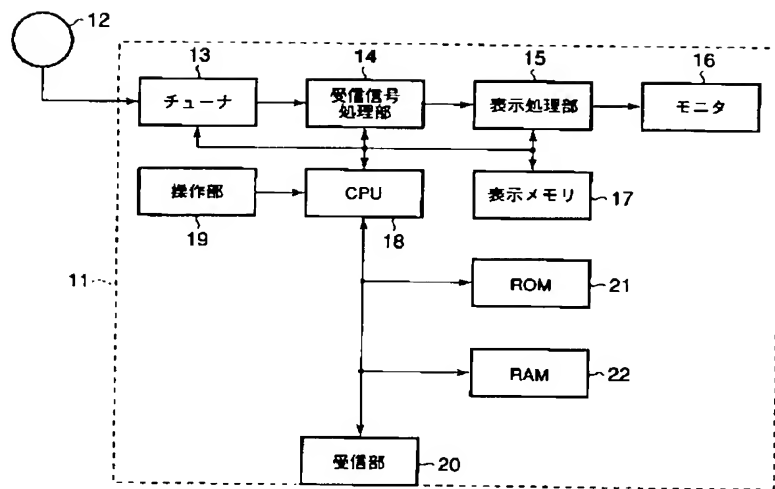 12
13
14
15
16
チューナ
受信信号
処理部
表示処理部
モニタ
操作部
CPU
表示メモリ
17
19
18
11
ROM
21
RAM
22
受信部
20